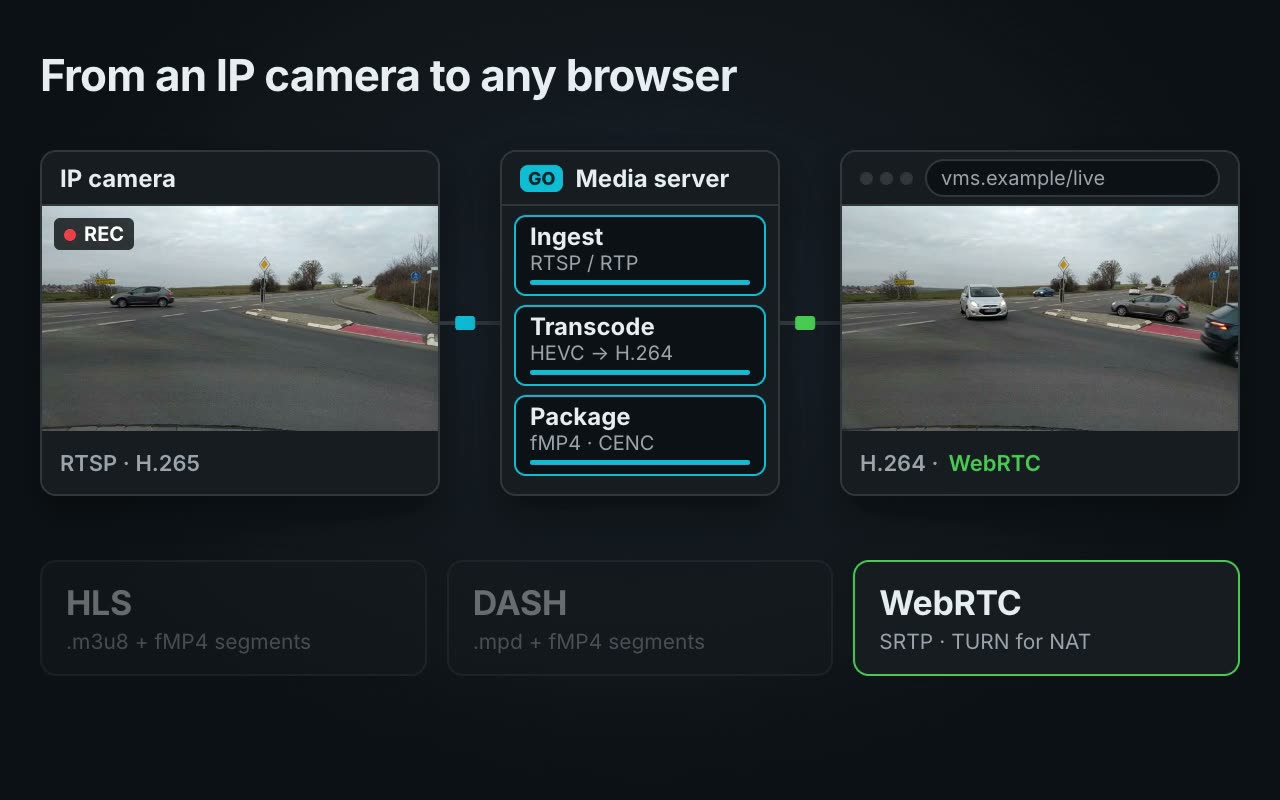 From an IP camera to any browser
IP camera
REC
RTSP · H.265
GO Media server
Ingest
RTSP / RTP
Transcode
HEVC → H.264
Package
fMP4 · CENC
vms.example/live
H.264 · WebRTC
HLS
.m3u8 + fMP4 segments
DASH
.mpd + fMP4 segments
WebRTC
SRTP · TURN for NAT